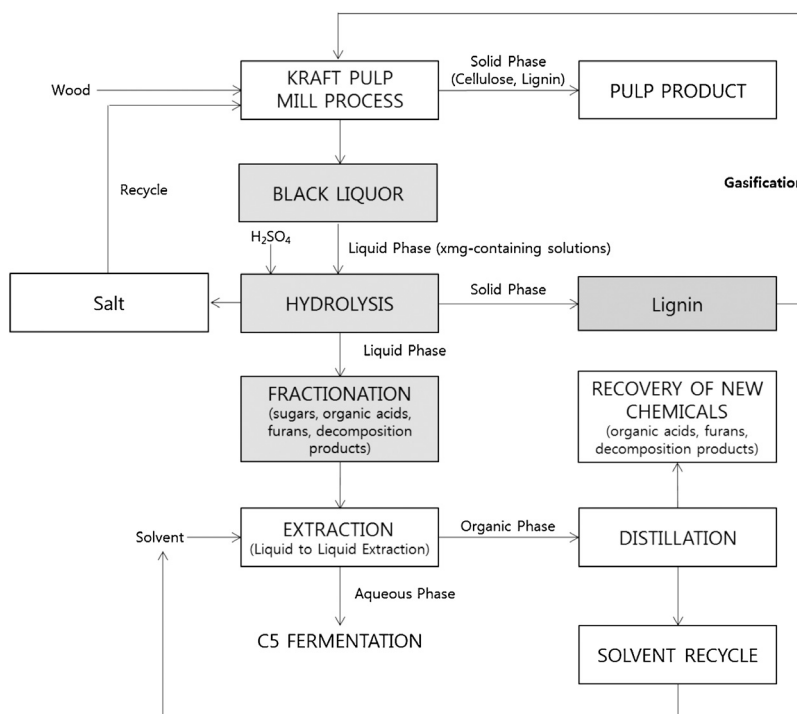 Solid Phase
(Cellulose, Lignin)
Wood
KRAFT PULP
MILL PROCESS
PULP PRODUCT
Recycle
Gasification
BLACK LIQUOR
H₂SO₄
Liquid Phase (xmg-containing solutions)
Salt
HYDROLYSIS
Solid Phase
Lignin
Liquid Phase
FRACTIONATION
(sugars, organic acids,
furans, decomposition
products)
RECOVERY OF NEW
CHEMICALS
(organic acids, furans,
decomposition products)
Solvent
EXTRACTION
(Liquid to Liquid Extraction)
Organic Phase
DISTILLATION
Aqueous Phase
C5 FERMENTATION
SOLVENT RECYCLE